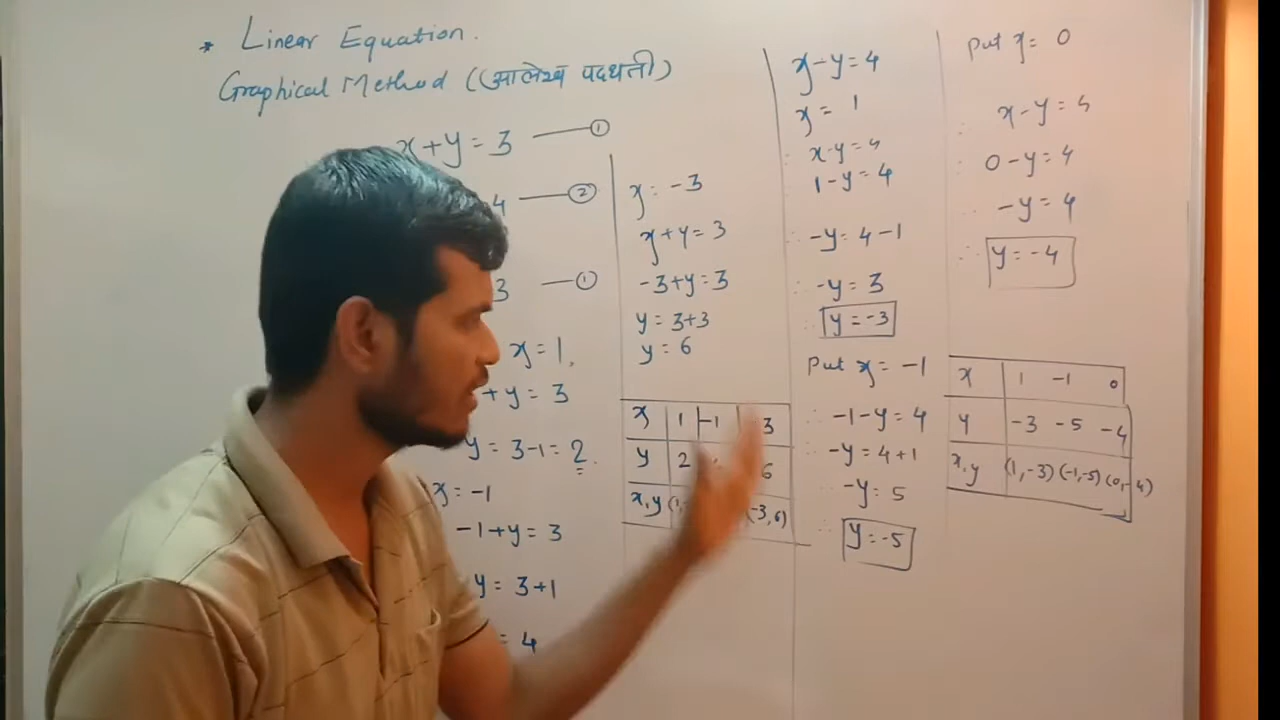 * Linear Equation.
Graphical Method ((आलेख पदधती)
x+y=3 —①
4 —②
3 —①
x=1,
+y=3
y=3-1=2.
x=-1
-1+y=3
y=3+1
=4
x=-3
x+y=3
-3+y=3
y=3+3
y=6
x 1 -1 3
y 2 6
x,y (1, (-3,6)
x-y=4
x=1
x-y=4
1-y=4
∴ -y=4-1
∴ -y=3
∴ y=-3
Put x=-1
∴ -1-y=4
∴ -y=4+1
∴ -y=5
∴ y=-5
Put x=0
∴ x-y=4
∴ 0-y=4
∴ -y=4
∴ y=-4
x 1 -1 0
y -3 -5 -4
x,y (1,-3) (-1,-5) (0,-4)